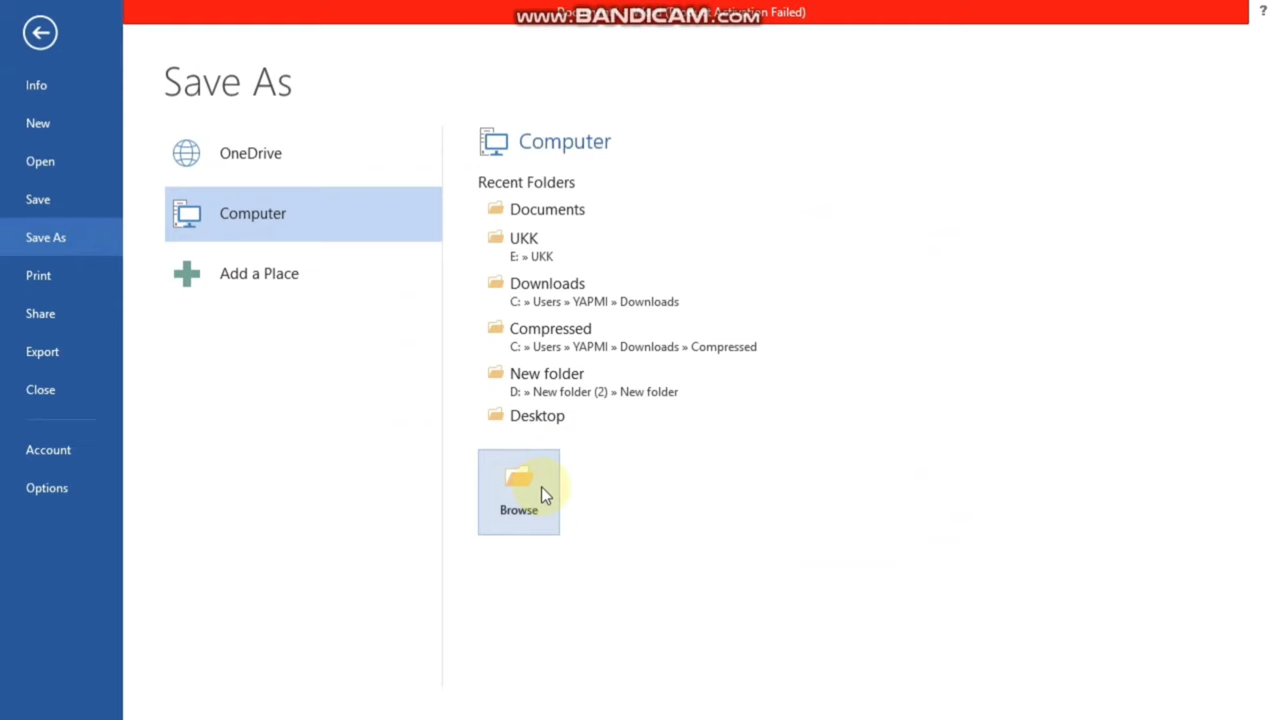 www.BANDICAM.com
Activation Failed)
?
Info
New
Open
Save
Save As
Print
Share
Export
Close
Account
Options
Save As
OneDrive
Computer
Add a Place
Computer
Recent Folders
Documents
UKK
E: » UKK
Downloads
C: » Users » YAPMI » Downloads
Compressed
C: » Users » YAPMI » Downloads » Compressed
New folder
D: » New folder (2) » New folder
Desktop
Browse